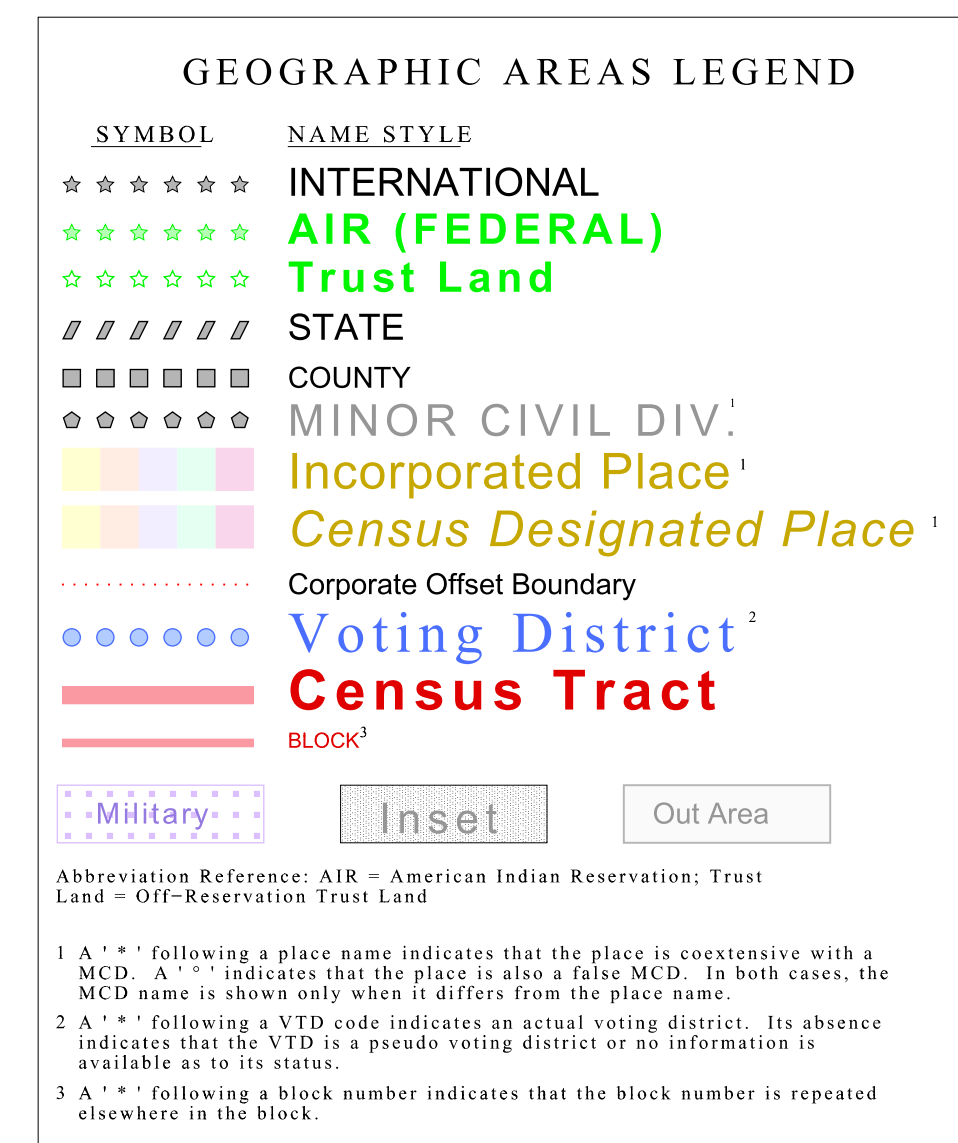 GEOGRAPHIC AREAS LEGEND
SYMBOL NAME STYLE
INTERNATIONAL
AIR (FEDERAL)
Trust Land
STATE
COUNTY
MINOR CIVIL DIV.1
Incorporated Place 1
Census Designated Place 1
Corporate Offset Boundary
Voting District 2
Census Tract
BLOCK3
Military Inset Out Area
Abbreviation Reference: AIR = American Indian Reservation; Trust
Land = Off−Reservation Trust Land
1 A ' * ' following a place name indicates that the place is coextensive with a
MCD. A ' ° ' indicates that the place is also a false MCD. In both cases, the
MCD name is shown only when it differs from the place name.
2 A ' * ' following a VTD code indicates an actual voting district. Its absence
indicates that the VTD is a pseudo voting district or no information is
available as to its status.
3 A ' * ' following a block number indicates that the block number is repeated
elsewhere in the block.